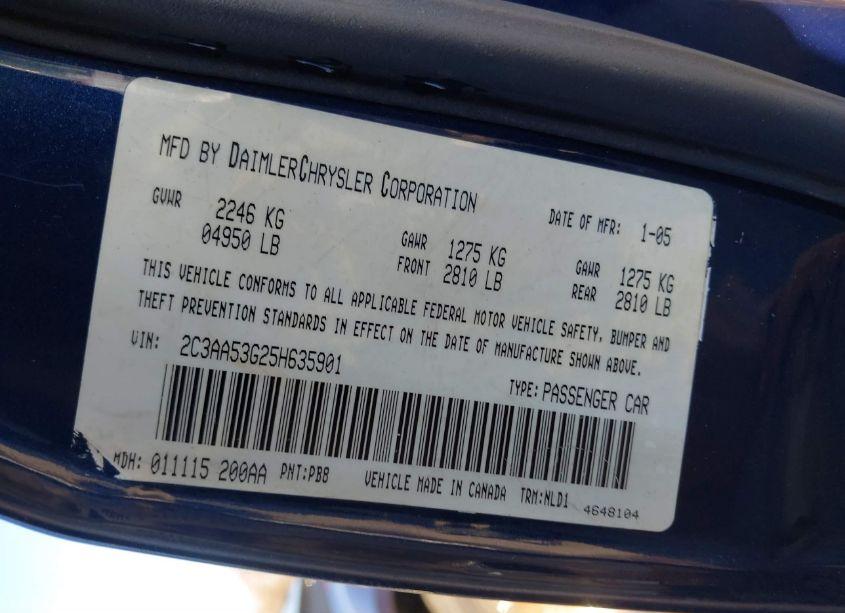 MFD BY DAIMLERCHRYSLER CORPORATION
DATE OF MFR: 1-05
GVWR 2246 KG
04950 LB
GAWR FRONT 1275 KG
2810 LB
GAWR REAR 1275 KG
2810 LB
THIS VEHICLE CONFORMS TO ALL APPLICABLE FEDERAL MOTOR VEHICLE SAFETY, BUMPER AND
THEFT PREVENTION STANDARDS IN EFFECT ON THE DATE OF MANUFACTURE SHOWN ABOVE.
VIN: 2C3AA53G25H635901
TYPE: PASSENGER CAR
MDH: 011115 200AA PNT:PB8 VEHICLE MADE IN CANADA TRM:NLD1
4648104